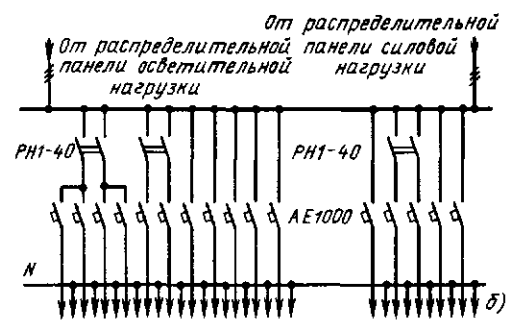 От распределительной
панели осветительной
нагрузки
От распределительной
панели силовой
нагрузки
РН1-40
РН1-40
АЕ1000
N
б)